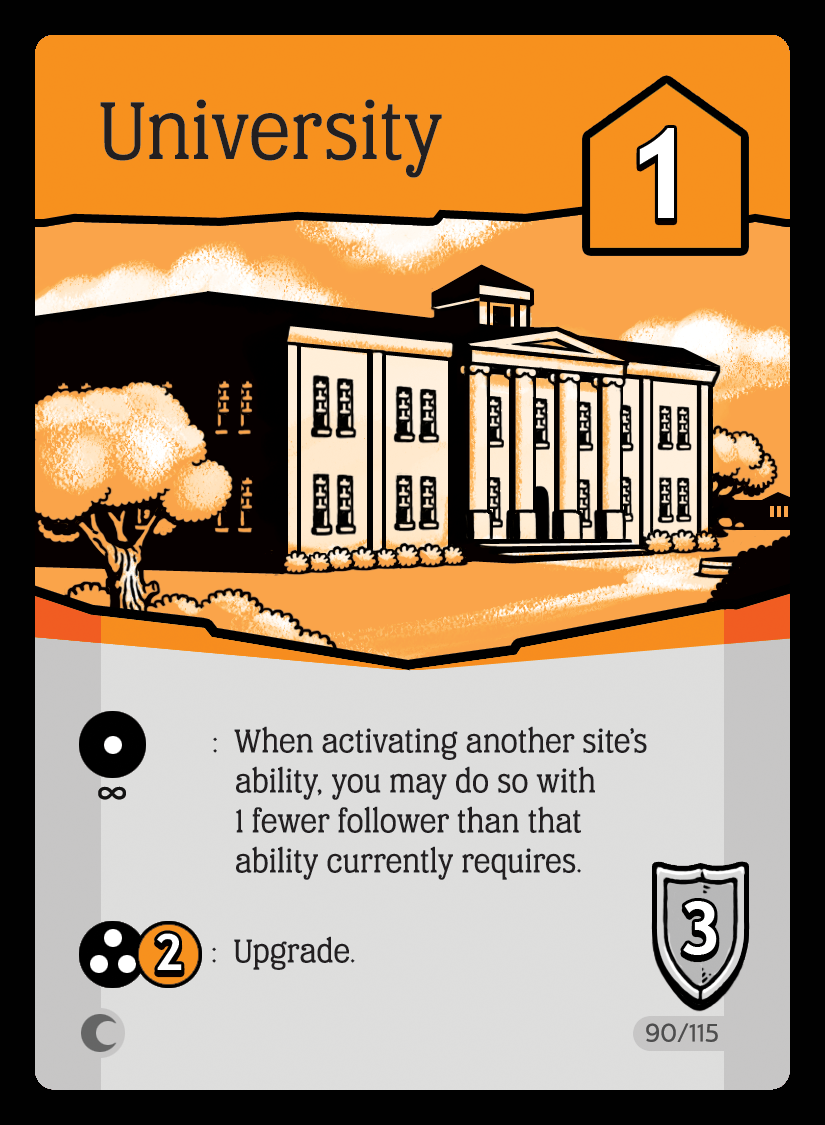 University
1
∞
: When activating another site's
ability, you may do so with
1 fewer follower than that
ability currently requires.
3
2 : Upgrade.
90/115